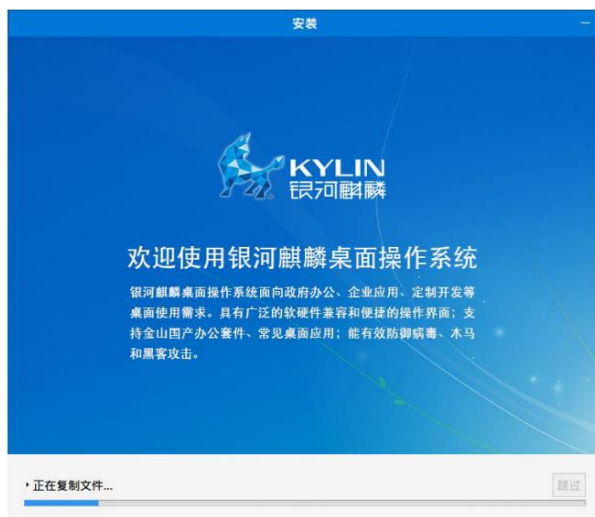 安装
KYLIN
银河麒麟
欢迎使用银河麒麟桌面操作系统
银河麒麟桌面操作系统面向政府办公、企业应用、定制开发等
桌面使用需求。具有广泛的软硬件兼容和便捷的操作界面；支
持金山国产办公套件、常见桌面应用；能有效防御病毒、木马
和黑客攻击。
正在复制文件...
跳过